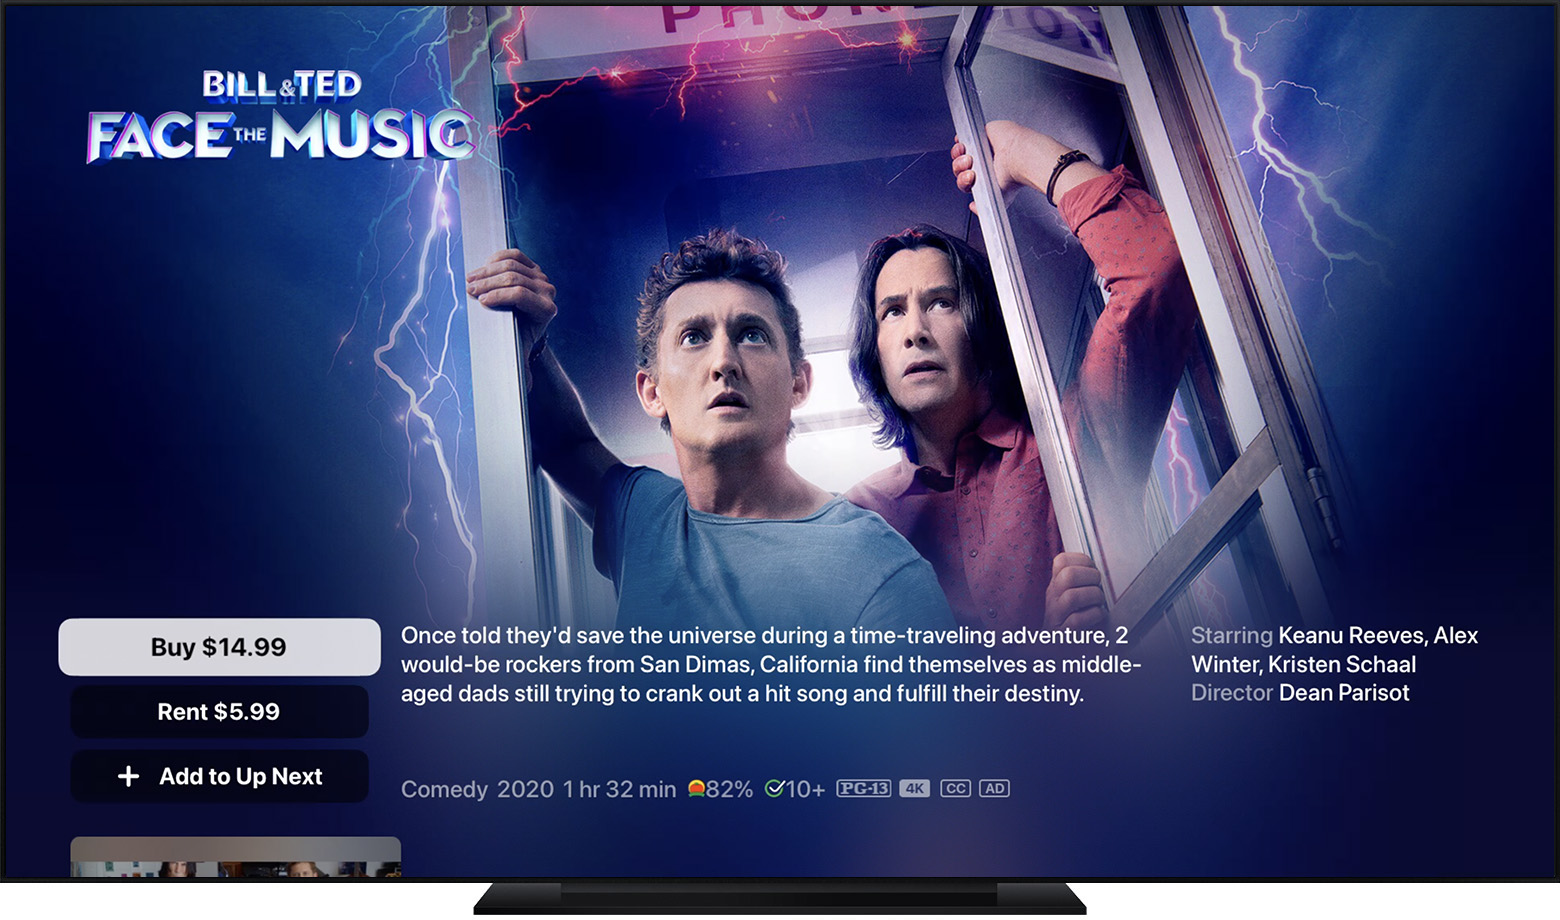 PHONE
BILL & TED
FACE THE MUSIC
Buy $14.99
Rent $5.99
+ Add to Up Next
Once told they'd save the universe during a time-traveling adventure, 2
would-be rockers from San Dimas, California find themselves as middle-
aged dads still trying to crank out a hit song and fulfill their destiny.
Starring Keanu Reeves, Alex
Winter, Kristen Schaal
Director Dean Parisot
Comedy 2020 1 hr 32 min 82% 10+ PG-13 4K CC AD